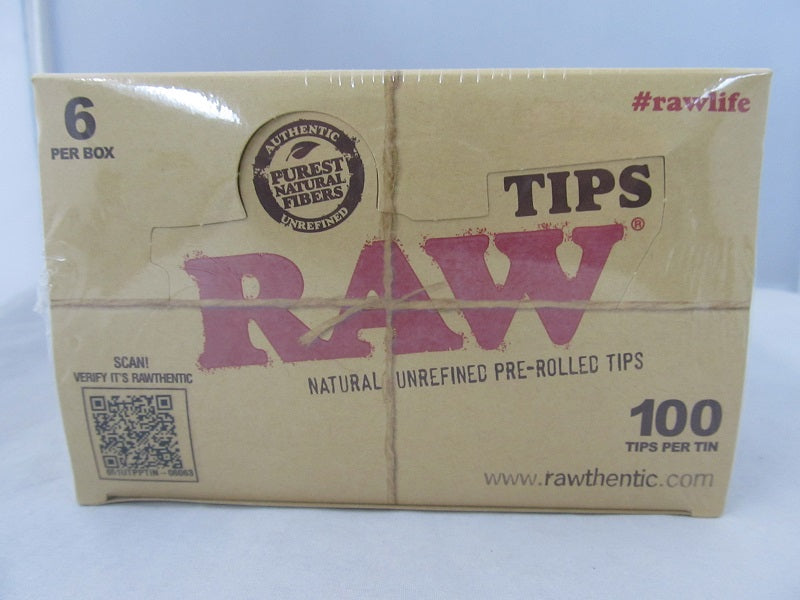 6
PER BOX
#rawlife
AUTHENTIC
PUREST
NATURAL
FIBERS
UNREFINED
TIPS
RAW®
NATURAL UNREFINED PRE-ROLLED TIPS
SCAN!
VERIFY IT'S RAWTHENTIC
100
TIPS PER TIN
www.rawthentic.com